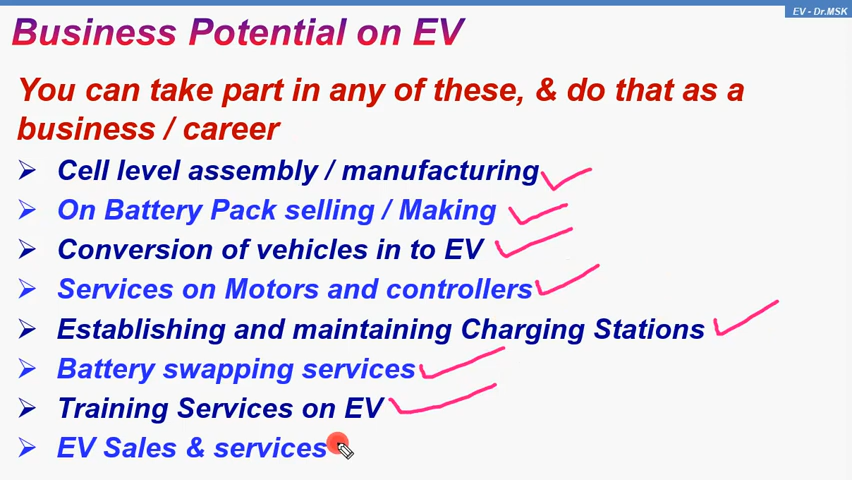 EV - Dr.MSK
Business Potential on EV
You can take part in any of these, & do that as a
business / career
Cell level assembly / manufacturing
On Battery Pack selling / Making
Conversion of vehicles in to EV
Services on Motors and controllers
Establishing and maintaining Charging Stations
Battery swapping services
Training Services on EV
EV Sales & services